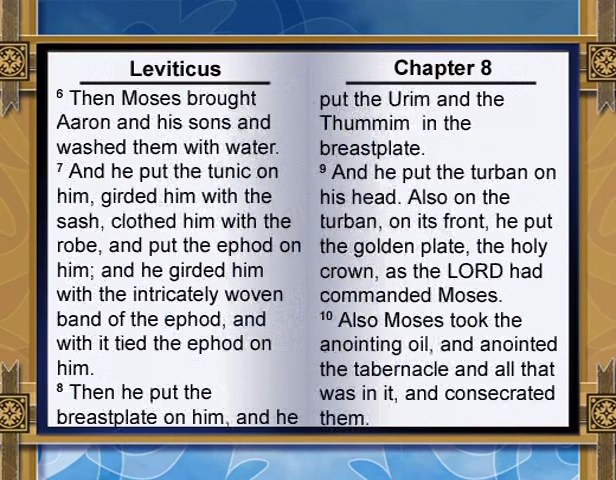 Leviticus
⁶ Then Moses brought
Aaron and his sons and
washed them with water.
⁷ And he put the tunic on
him, girded him with the
sash, clothed him with the
robe, and put the ephod on
him; and he girded him
with the intricately woven
band of the ephod, and
with it tied the ephod on
him.
⁸ Then he put the
breastplate on him, and he
Chapter 8
put the Urim and the
Thummim in the
breastplate.
⁹ And he put the turban on
his head. Also on the
turban, on its front, he put
the golden plate, the holy
crown, as the LORD had
commanded Moses.
¹⁰ Also Moses took the
anointing oil, and anointed
the tabernacle and all that
was in it, and consecrated
them.